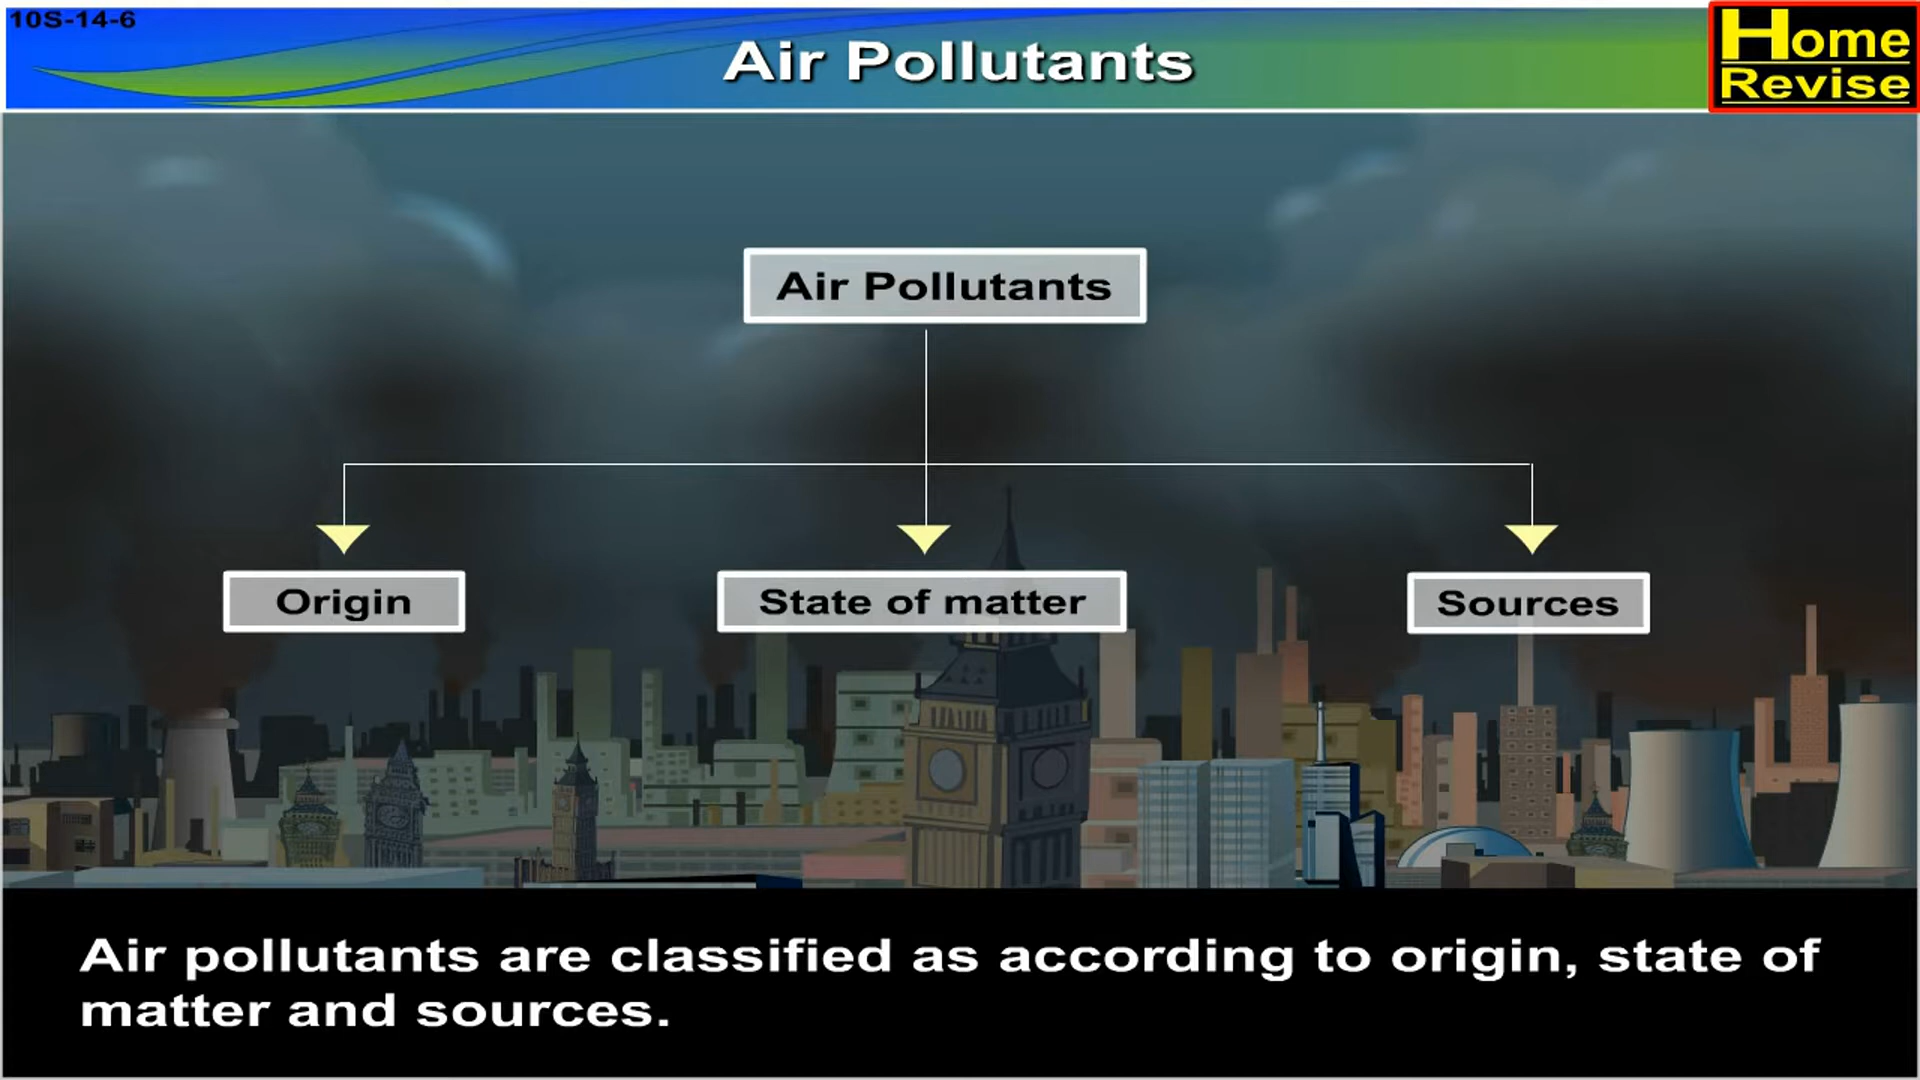 10S-14-6
Air Pollutants
Home
Revise
Air Pollutants
Origin
State of matter
Sources
Air pollutants are classified as according to origin, state of
matter and sources.